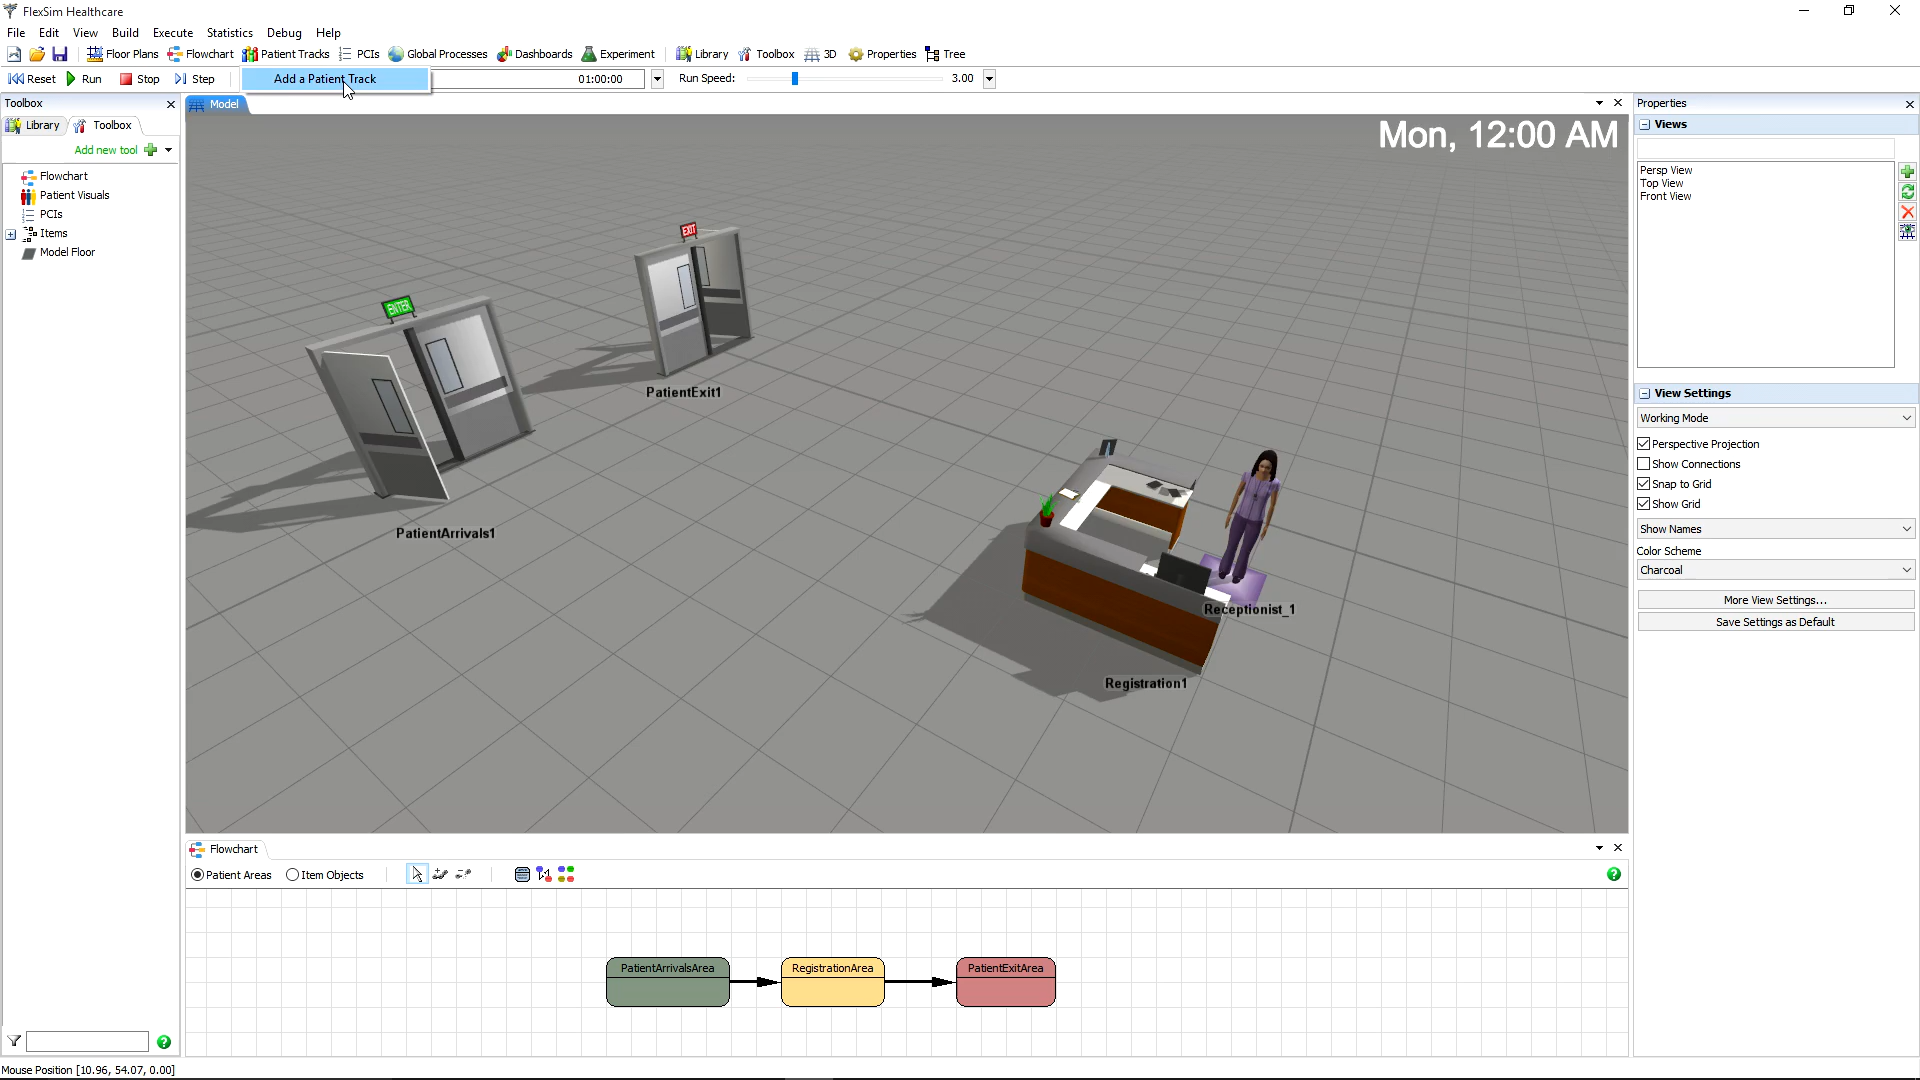 FlexSim Healthcare
File Edit View Build Execute Statistics Debug Help
Floor Plans Flowchart Patient Tracks PCIs Global Processes Dashboards Experiment Library Toolbox 3D Properties Tree
Reset Run Stop Step Add a Patient Track 01:00:00 Run Speed: 3.00
Toolbox
Library Toolbox
Add new tool
Flowchart
Patient Visuals
PCIs
Items
Model Floor
Model
Mon, 12:00 AM
EXIT
ENTER
PatientExit1
PatientArrivals1
Receptionist_1
Registration1
Flowchart
Patient Areas Item Objects
PatientArrivalsArea RegistrationArea PatientExitArea
Properties
Views
Persp View
Top View
Front View
View Settings
Working Mode
Perspective Projection
Show Connections
Snap to Grid
Show Grid
Show Names
Color Scheme
Charcoal
More View Settings...
Save Settings as Default
Mouse Position [10.96, 54.07, 0.00]